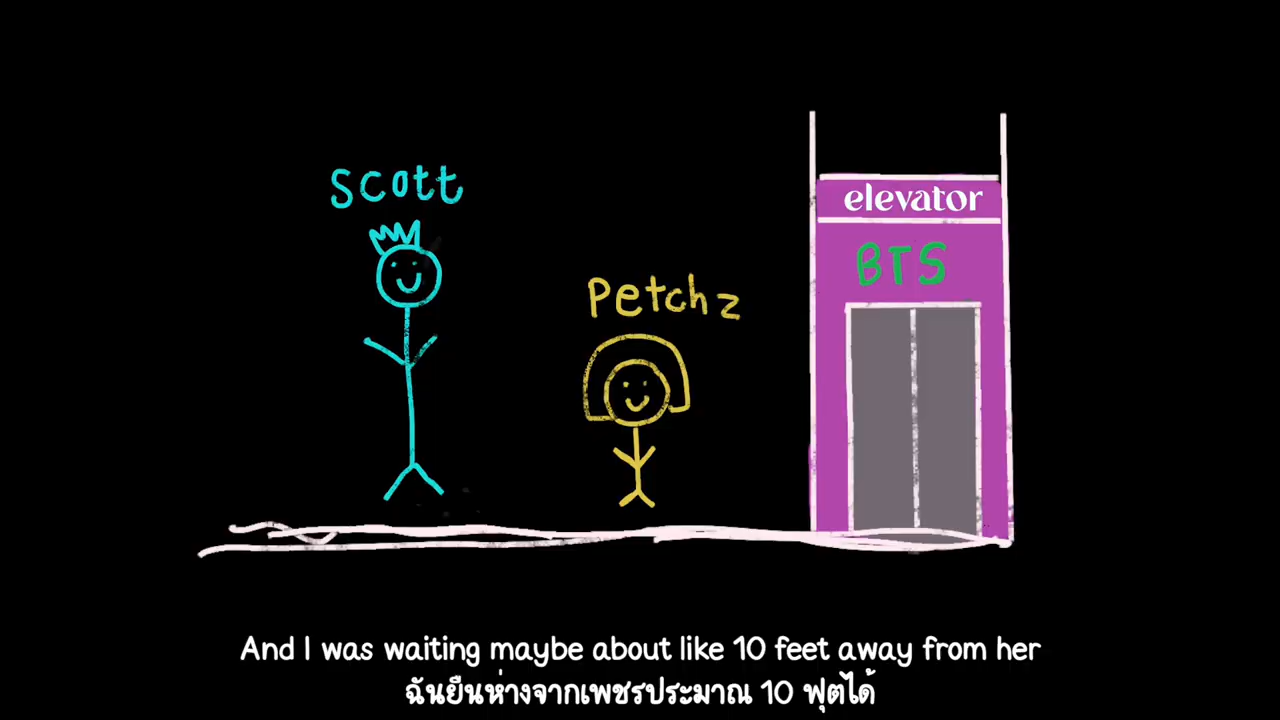 Scott
elevator
BTS
Petchz
And I was waiting maybe about like 10 feet away from her
ฉันยืนห่างจากเพชรประมาณ 10 ฟุตได้